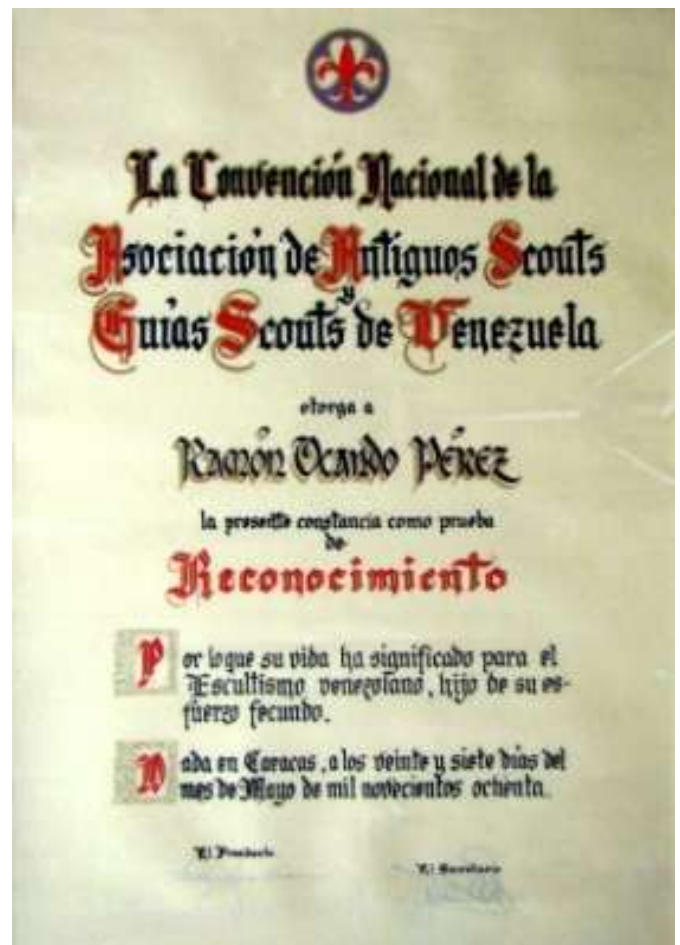 La Convención Nacional de la
Asociación de Antiguos Scouts
y
Guías Scouts de Venezuela
otorga a
Ramón Ocando Pérez
la presente constancia como prueba
de
Reconocimiento
Por lo que su vida ha significado para el
Escultismo venezolano, hijo de su es-
fuerzo fecundo.
Dada en Caracas, a los veinte y siete días del
mes de Mayo de mil novecientos ochenta.
El Presidente
El Secretario